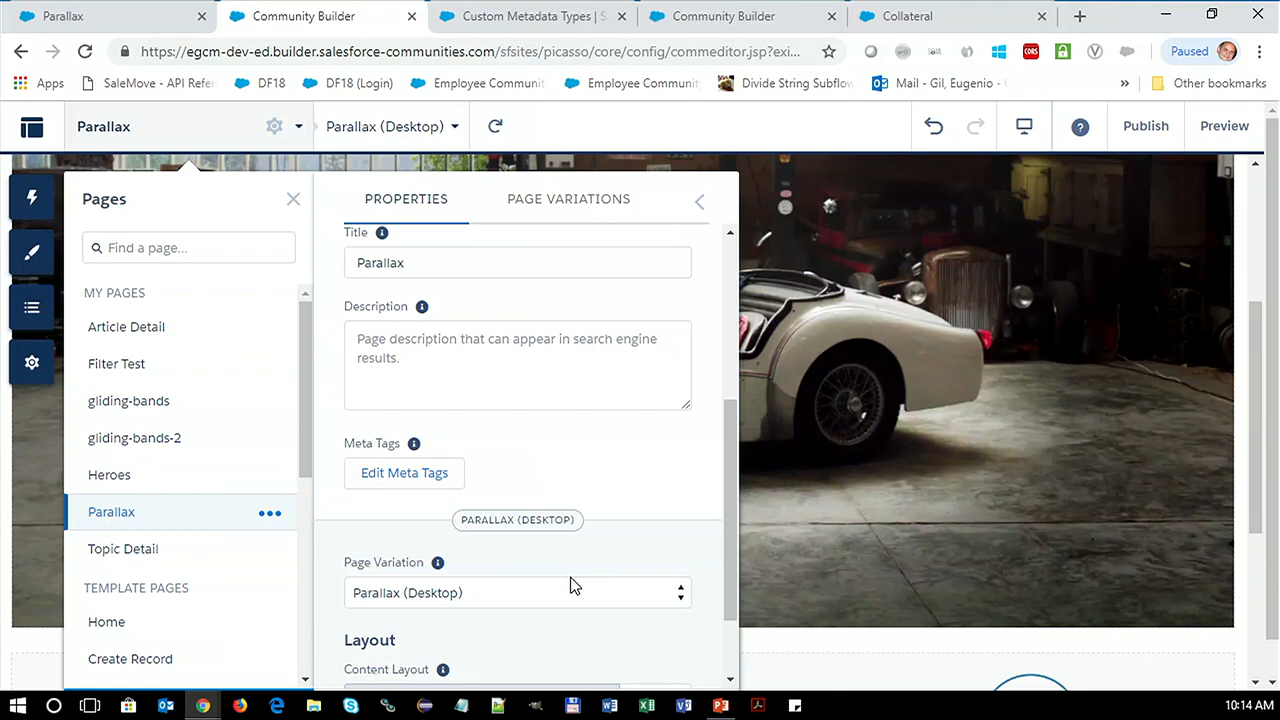 Parallax
Community Builder
Custom Metadata Types | S
Community Builder
Collateral
https://egcm-dev-ed.builder.salesforce-communities.com/sfsites/picasso/core/config/commeditor.jsp?exi...
CORS
Paused
Apps
SaleMove - API Refer
DF18
DF18 (Login)
Employee Communi
Employee Communi
Divide String Subflow
Mail - Gil, Eugenio -
»
Other bookmarks
Parallax
Parallax (Desktop)
Publish
Preview
Pages
PROPERTIES
PAGE VARIATIONS
Find a page...
MY PAGES
Article Detail
Filter Test
gliding-bands
gliding-bands-2
Heroes
Parallax
Topic Detail
TEMPLATE PAGES
Home
Create Record
Title
Parallax
Description
Page description that can appear in search engine
results.
Meta Tags
Edit Meta Tags
PARALLAX (DESKTOP)
Page Variation
Parallax (Desktop)
Layout
Content Layout
10:14 AM